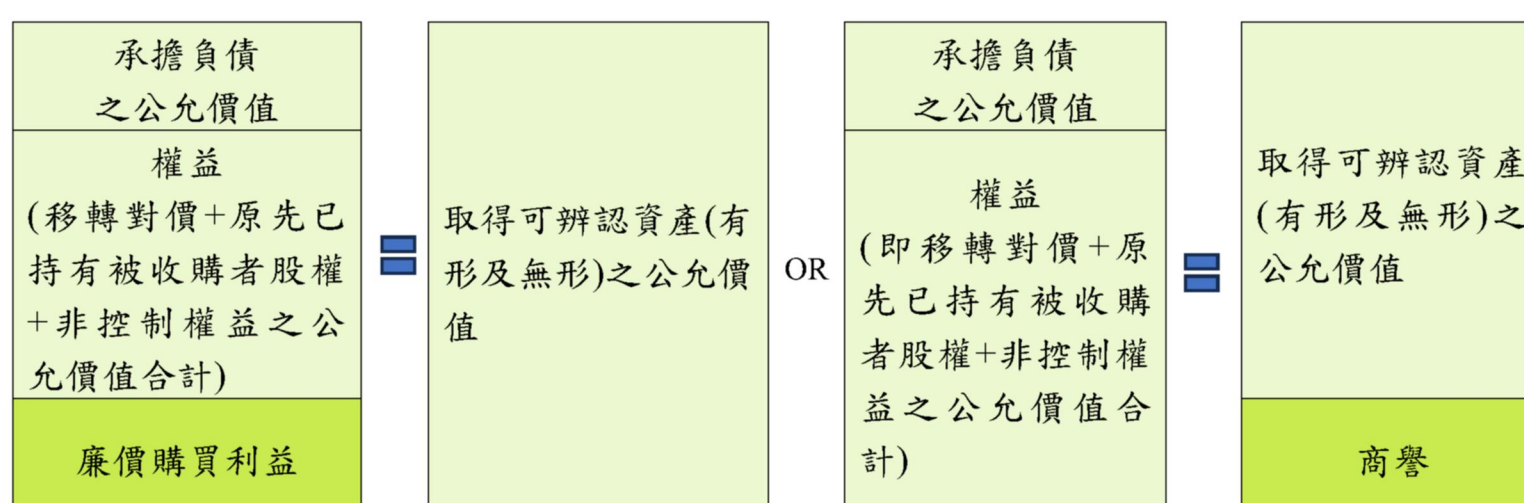 承擔負債
之公允價值
權益
(移轉對價+原先已
持有被收購者股權
+非控制權益之公
允價值合計)
廉價購買利益
取得可辨認資產(有
形及無形)之公允價
值
OR
承擔負債
之公允價值
權益
(即移轉對價+原
先已持有被收購
者股權+非控制權
益之公允價值合
計)
取得可辨認資產
(有形及無形)之
公允價值
商譽